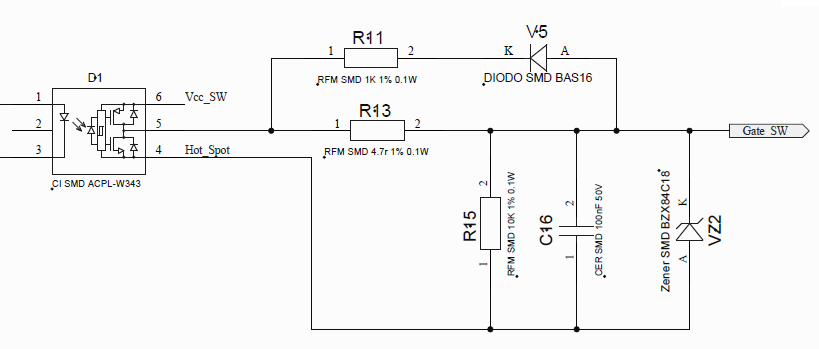 V5
R11
K
A
1
2
D1
RFM SMD 1K 1% 0.1W
DIODO SMD BAS16
1
6
Vcc_SW
R13
2
5
1
2
Gate SW
3
4
Hot_Spot
RFM SMD 4.7r 1% 0.1W
CI SMD ACPL-W343
2
R15
1
RFM SMD 10K 1% 0.1W
2
C16
1
CER SMD 100nF 50V
Zener SMD BZX84C18
K
VZ2
A